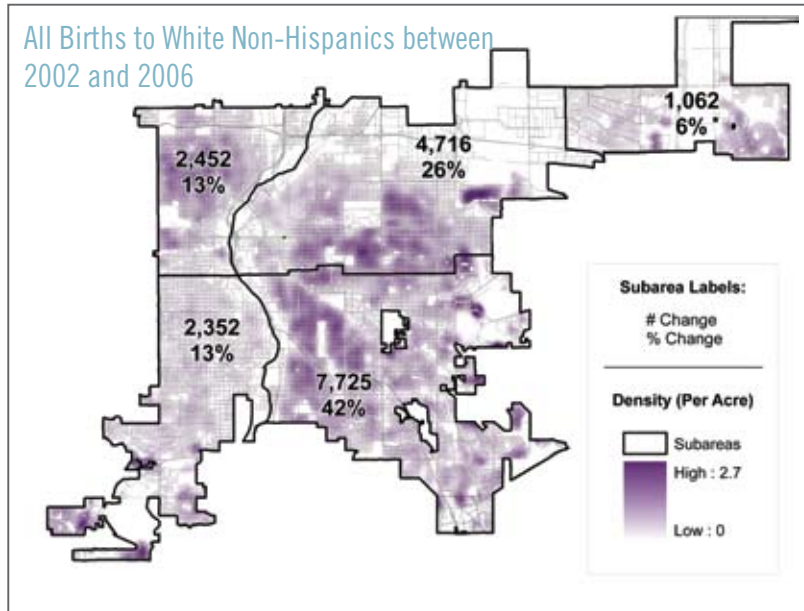 All Births to White Non-Hispanics between
2002 and 2006
1,062
6% *
4,716
26%
2,452
13%
2,352
13%
7,725
42%
Subarea Labels:
# Change
% Change
Density (Per Acre)
Subareas
High : 2.7
Low : 0